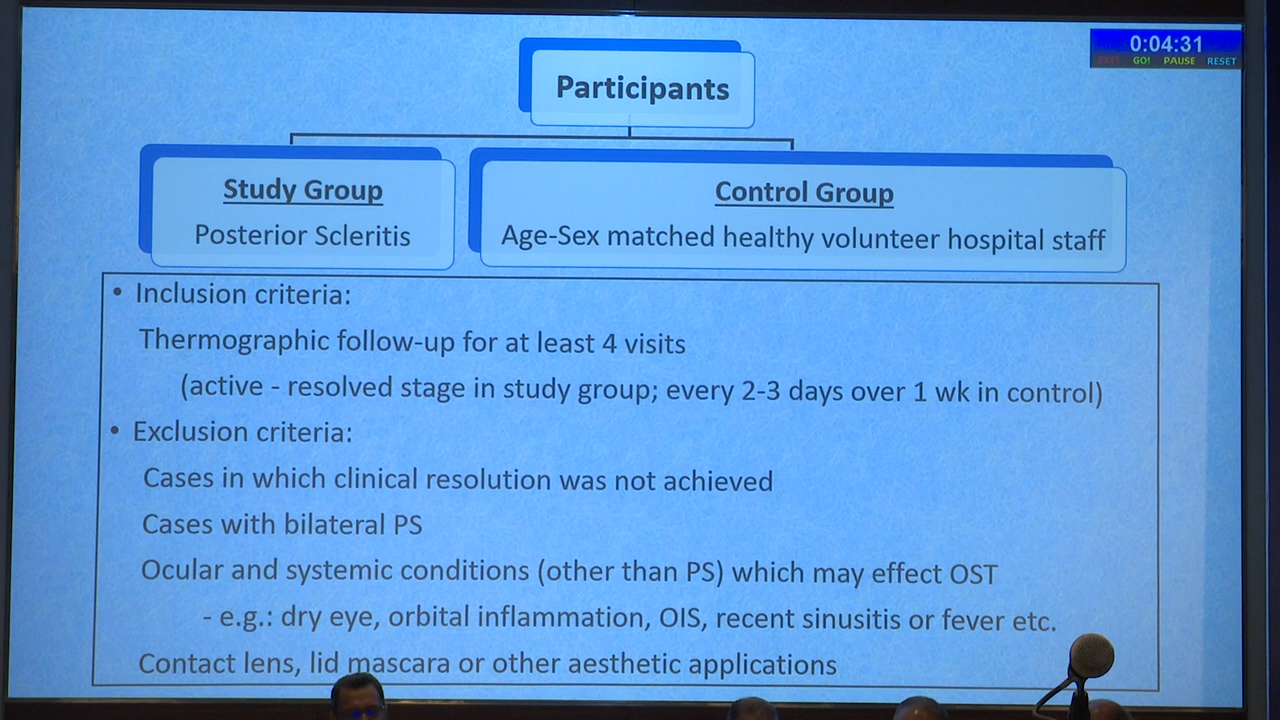 0:04:31
EXIT GO! PAUSE RESET
Participants
Study Group
Posterior Scleritis
Control Group
Age-Sex matched healthy volunteer hospital staff
• Inclusion criteria:
Thermographic follow-up for at least 4 visits
(active - resolved stage in study group; every 2-3 days over 1 wk in control)
• Exclusion criteria:
Cases in which clinical resolution was not achieved
Cases with bilateral PS
Ocular and systemic conditions (other than PS) which may effect OST
- e.g.: dry eye, orbital inflammation, OIS, recent sinusitis or fever etc.
Contact lens, lid mascara or other aesthetic applications